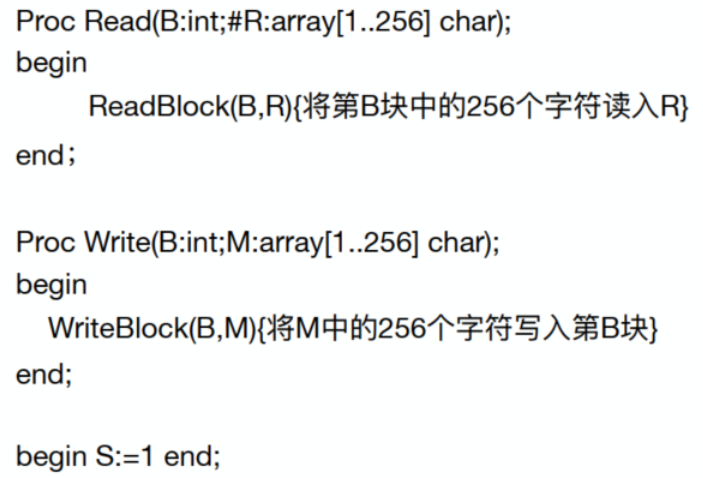 Proc Read(B:int;#R:array[1..256] char);
begin
ReadBlock(B,R){将第B块中的256个字符读入R}
end；
Proc Write(B:int;M:array[1..256] char);
begin
WriteBlock(B,M){将M中的256个字符写入第B块}
end;
begin S:=1 end;